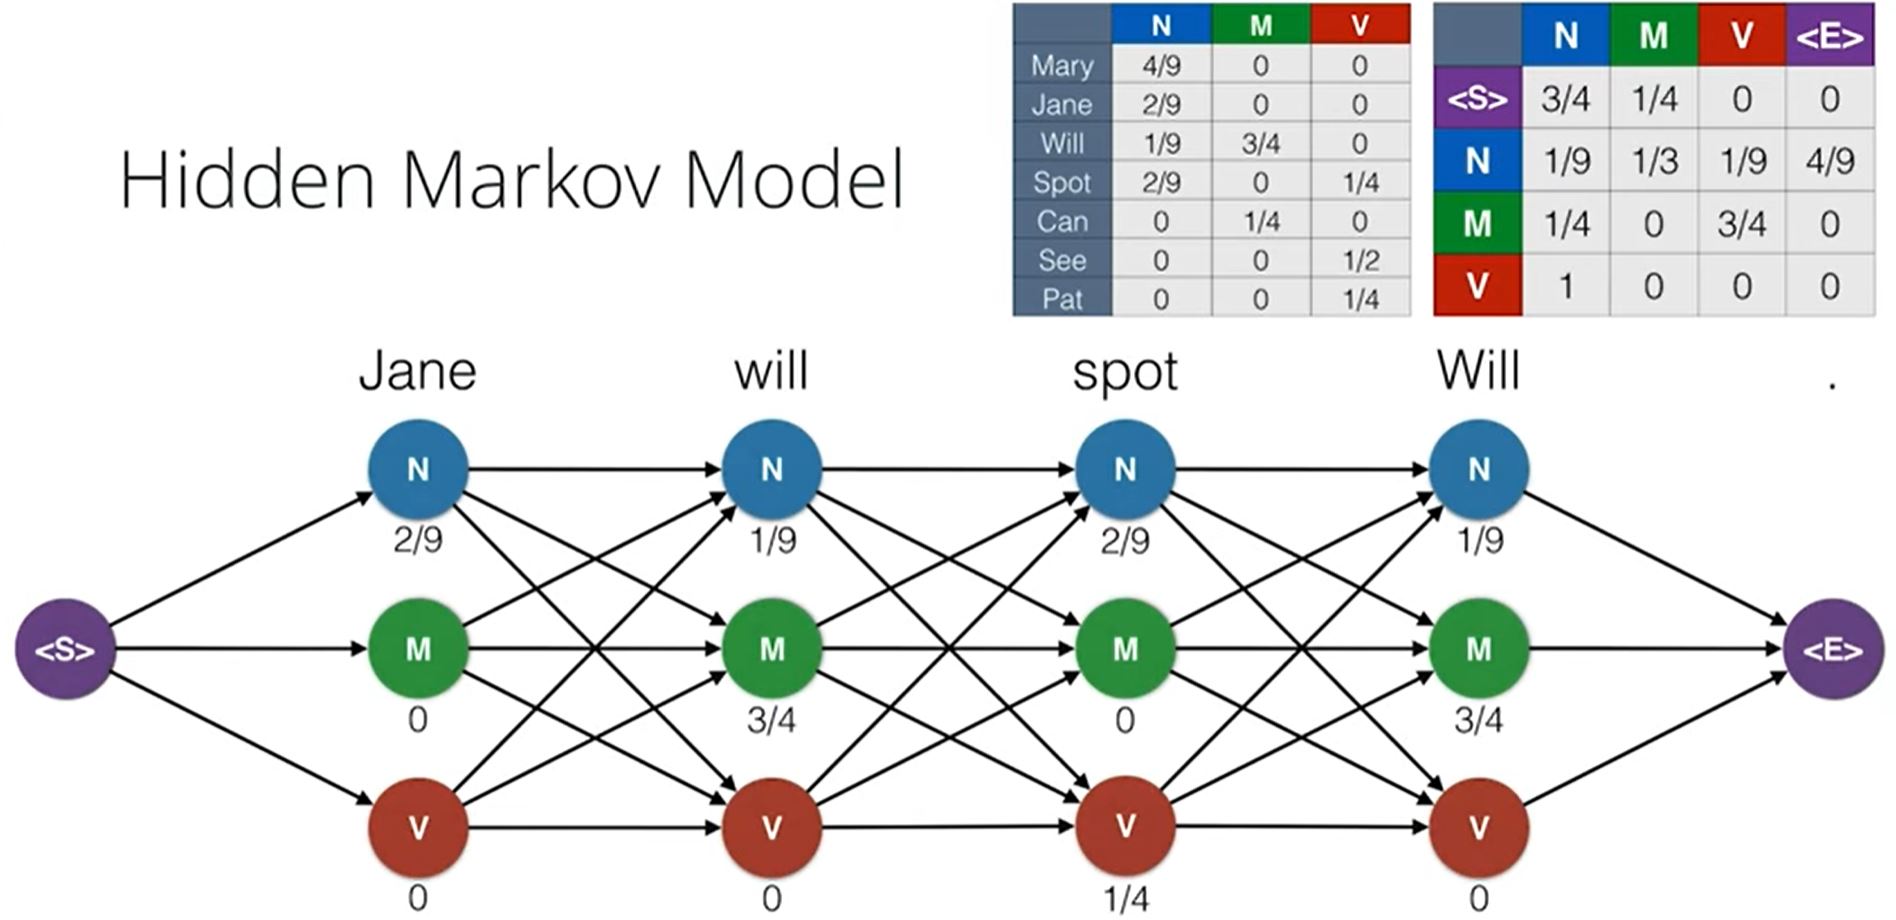 Hidden Markov Model
N M V
Mary 4/9 0 0
Jane 2/9 0 0
Will 1/9 3/4 0
Spot 2/9 0 1/4
Can 0 1/4 0
See 0 0 1/2
Pat 0 0 1/4
N M V <E>
<S> 3/4 1/4 0 0
N 1/9 1/3 1/9 4/9
M 1/4 0 3/4 0
V 1 0 0 0
Jane will spot Will .
N N N N
2/9 1/9 2/9 1/9
<S> M M M M <E>
0 3/4 0 3/4
V V V V
0 0 1/4 0